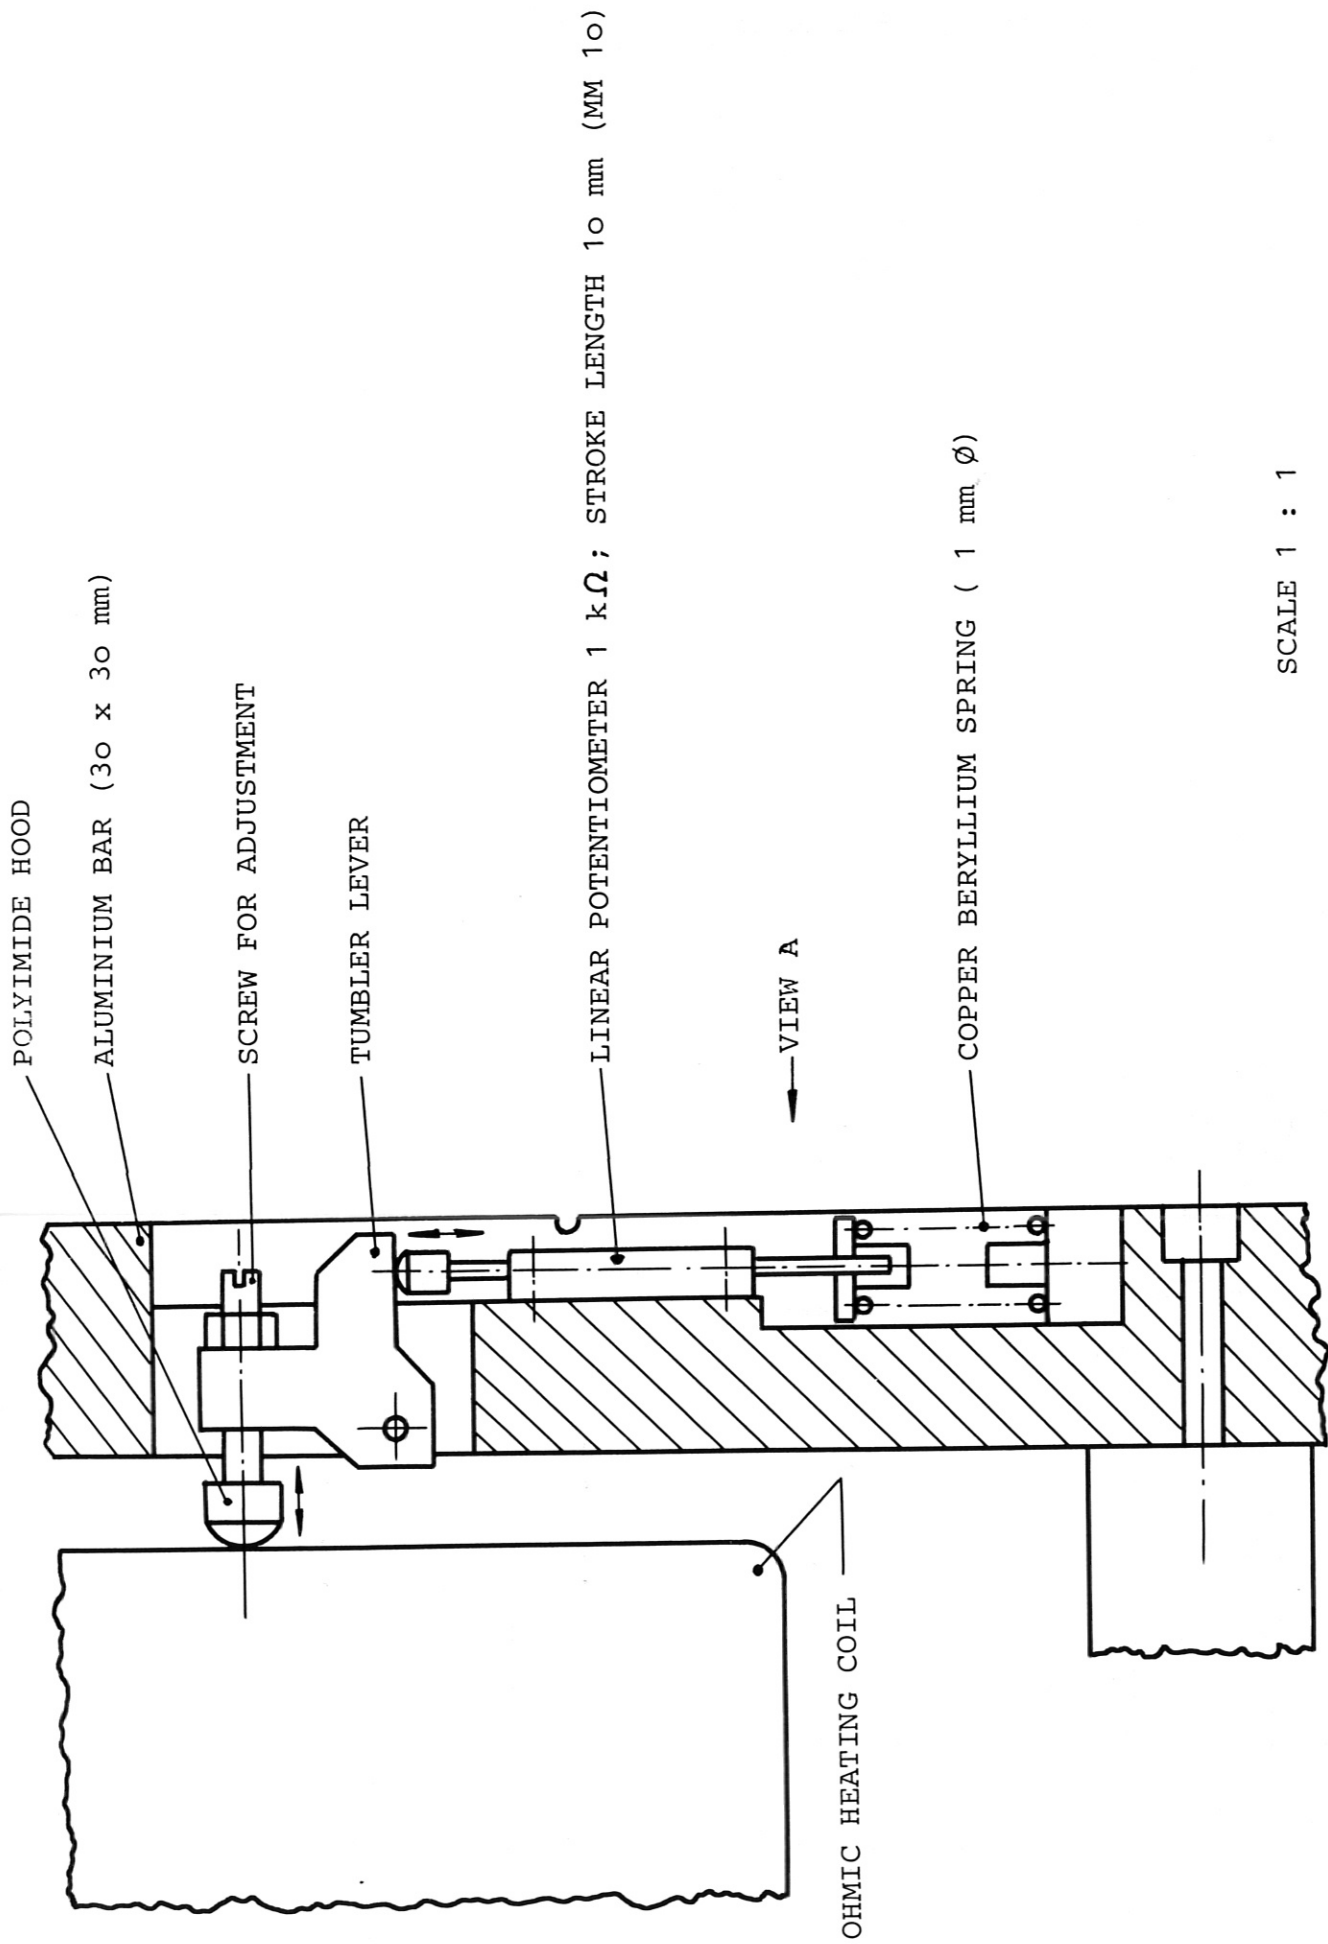 POLYIMIDE HOOD
ALUMINIUM BAR (3o x 3o mm)
SCREW FOR ADJUSTMENT
TUMBLER LEVER
LINEAR POTENTIOMETER 1 kΩ; STROKE LENGTH 1o mm (MM 1o)
VIEW A
COPPER BERYLLIUM SPRING ( 1 mm Ø)
OHMIC HEATING COIL
SCALE 1 : 1